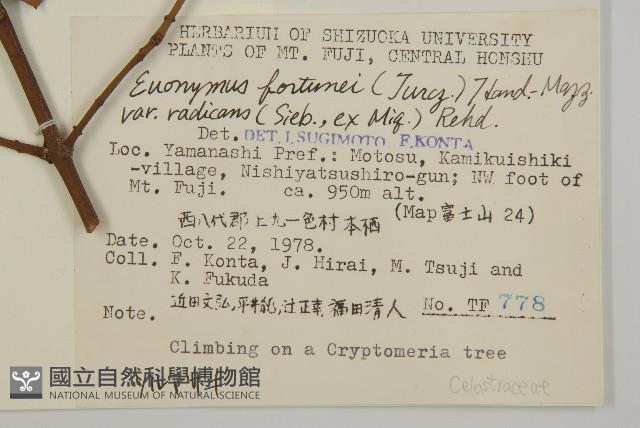 HERBARIUM OF SHIZUOKA UNIVERSITY
PLANTS OF MT. FUJI, CENTRAL HONSHU
Euonymus fortunei (Turcz.) Hand.-Mazz.
var. radicans (Sieb., ex Miq.) Rehd.
Det. DET. J. SUGIMOTO F. KONTA
Loc. Yamanashi Pref.: Motosu, Kamikuishiki
-village, Nishiyatsushiro-gun; NW foot of
Mt. Fuji. ca. 950m alt.
西八代郡上九一色村本栖 (Map 富士山 24)
Date. Oct. 22, 1978.
Coll. F. Konta, J. Hirai, M. Tsuji and
K. Fukuda
近田文弘, 辻正幸, 福田清人 No. TF 778
Note.
Climbing on a Cryptomeria tree
國立自然科學博物館
NATIONAL MUSEUM OF NATURAL SCIENCE
Celastraceae